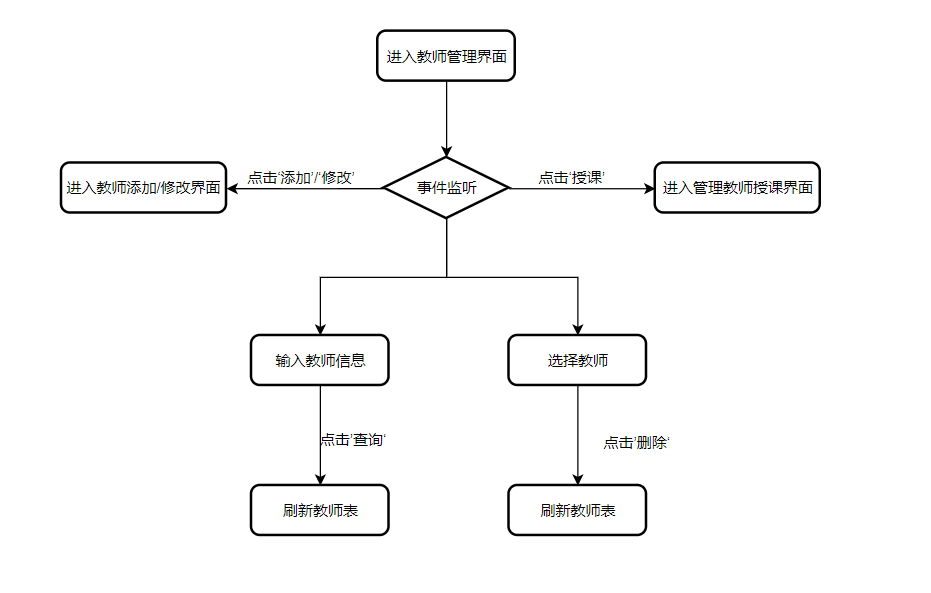 进入教师管理界面
点击‘添加’/‘修改’
点击‘授课’
进入教师添加/修改界面
事件监听
进入管理教师授课界面
输入教师信息
选择教师
点击’查询‘
点击’删除‘
刷新教师表
刷新教师表